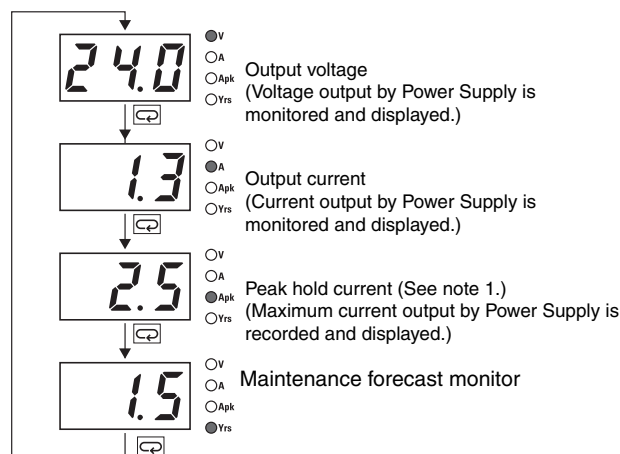 24.0
V
A
Apk
Yrs
Output voltage
(Voltage output by Power Supply is
monitored and displayed.)
1.3
V
A
Apk
Yrs
Output current
(Current output by Power Supply is
monitored and displayed.)
2.5
V
A
Apk
Yrs
Peak hold current (See note 1.)
(Maximum current output by Power Supply is
recorded and displayed.)
1.5
V
A
Apk
Yrs
Maintenance forecast monitor